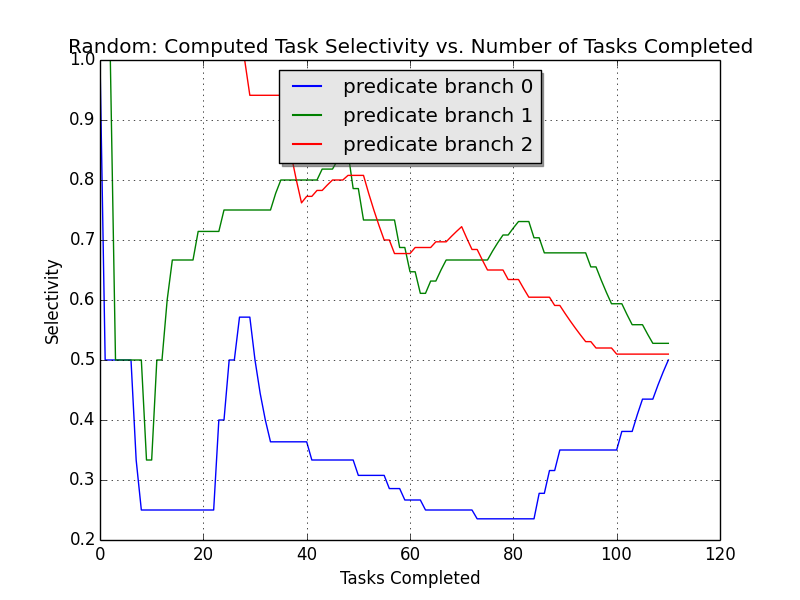 Random: Computed Task Selectivity vs. Number of Tasks Completed
predicate branch 0
predicate branch 1
predicate branch 2
Selectivity
1.0
0.9
0.8
0.7
0.6
0.5
0.4
0.3
0.2
0 20 40 60 80 100 120
Tasks Completed